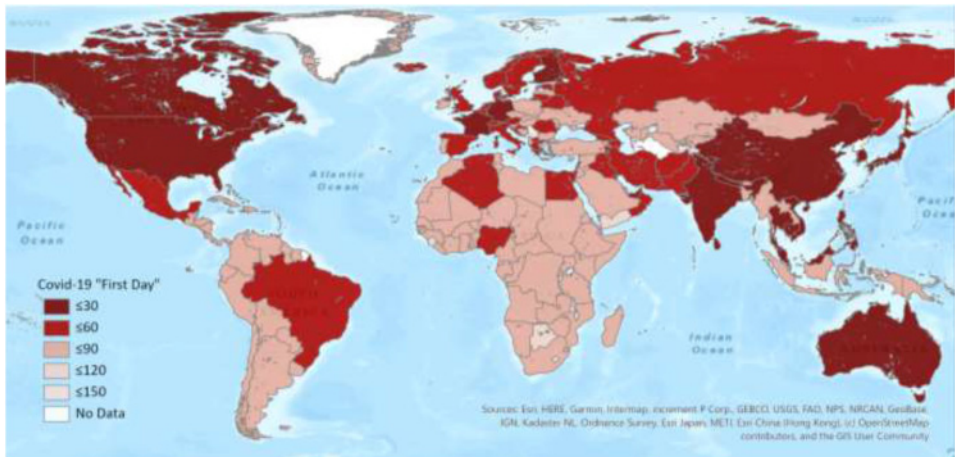 Atlantic
Ocean
Pacific
Ocean
Pacif
Ocea
Indian
Ocean
Covid-19 "First Day"
≤30
≤60
≤90
≤120
≤150
No Data
Sources: Esri, HERE, Garmin, Intermap, increment P Corp., GEBCO, USGS, FAO, NPS, NRCAN, GeoBase,
IGN, Kadaster NL, Ordnance Survey, Esri Japan, METI, Esri China (Hong Kong), (c) OpenStreetMap
contributors, and the GIS User Community